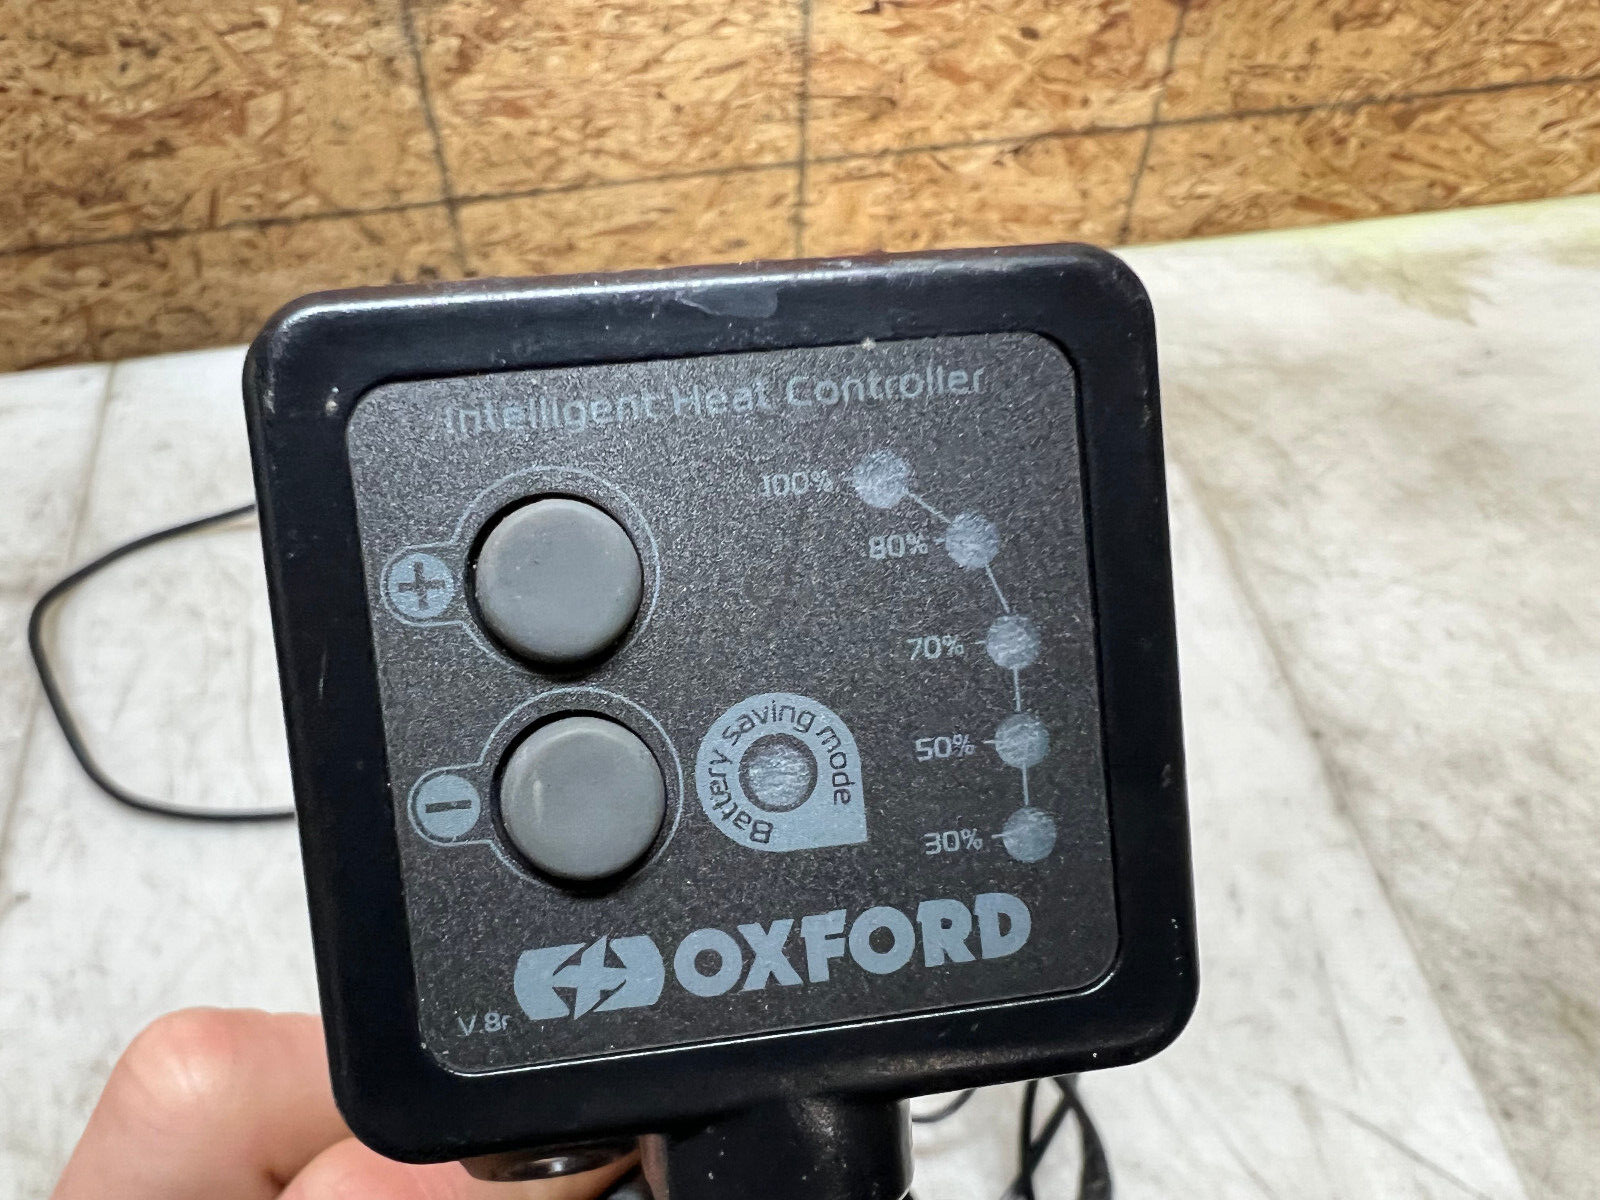 Intelligent Heat Controller
100%
80%
70%
50%
30%
Battery saving mode
OXFORD
V.8r